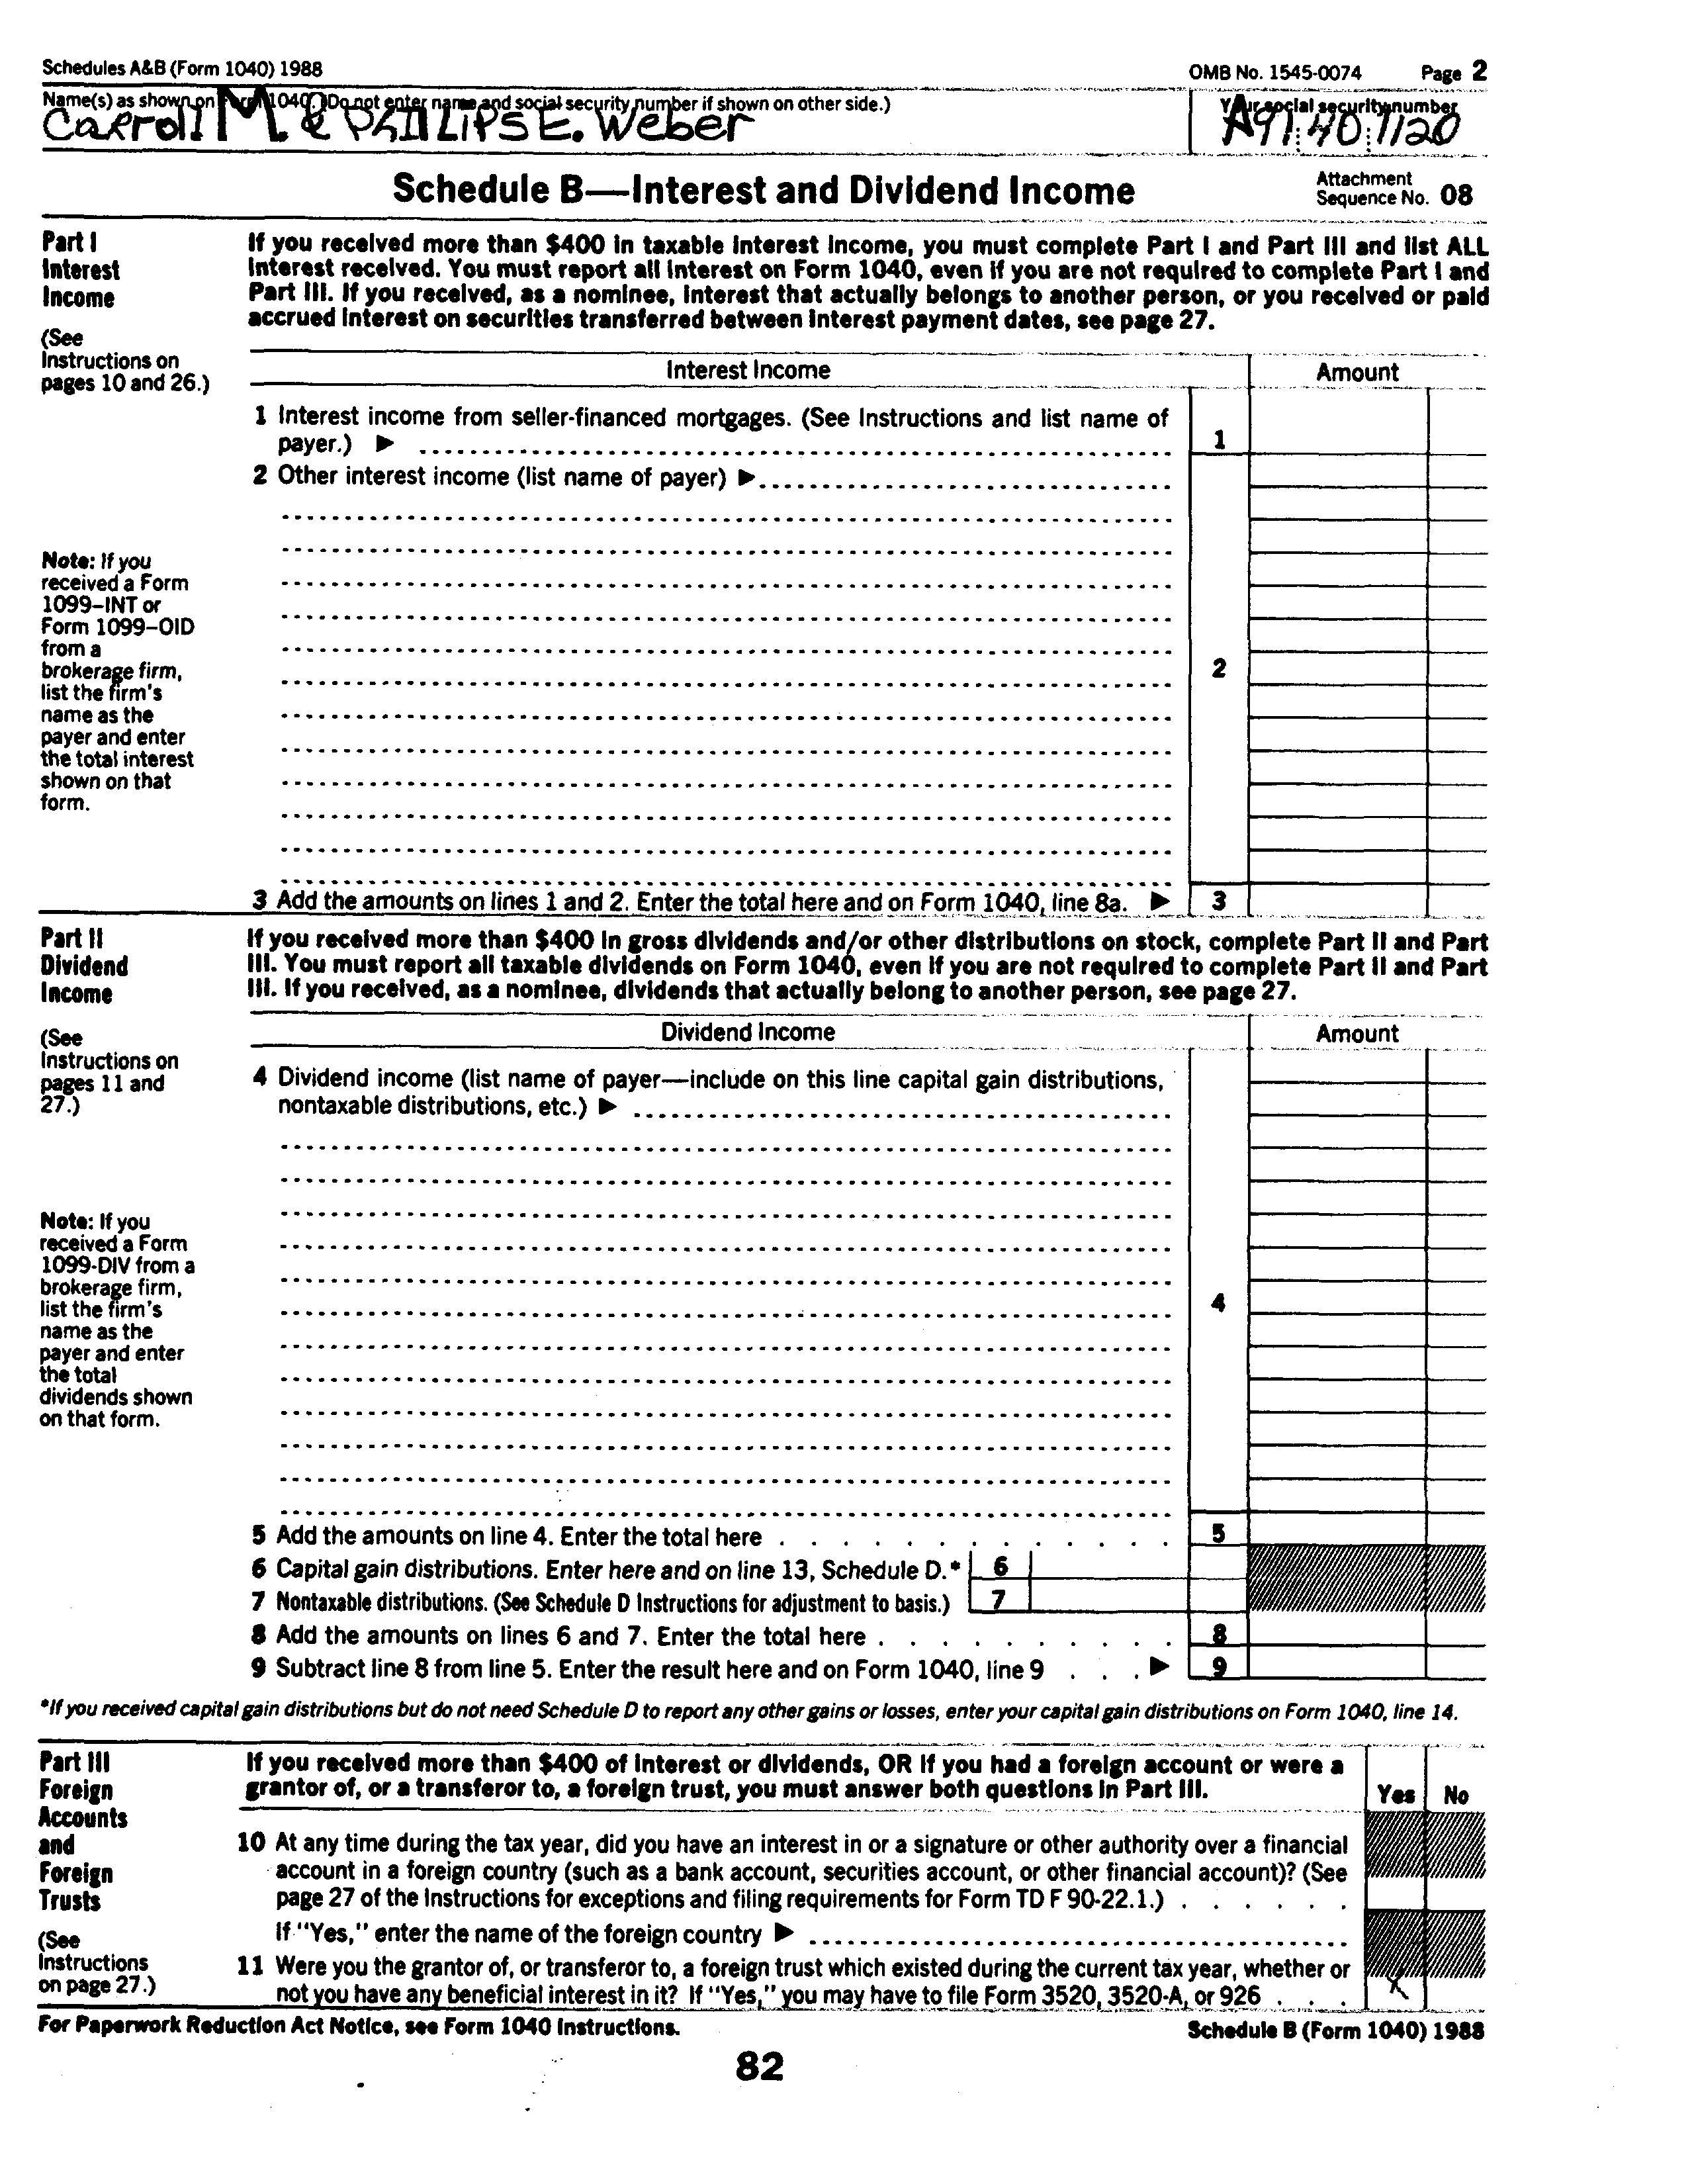 Schedules A&B (Form 1040) 1988 OMB No. 1545-0074 Page 2
Name(s) as shown on Form 1040. (Do not enter name and social security number if shown on other side.) Your social security number
Carroll M. & PHILLIPS E. Weber
Schedule B—Interest and Dividend Income Attachment Sequence No. 08
Part I
Interest
Income
(See
Instructions on
pages 10 and 26.)
If you received more than $400 in taxable interest income, you must complete Part I and Part III and list ALL
interest received. You must report all interest on Form 1040, even if you are not required to complete Part I and
Part III. If you received, as a nominee, interest that actually belongs to another person, or you received or paid
accrued interest on securities transferred between interest payment dates, see page 27.
Interest Income Amount
1 Interest income from seller-financed mortgages. (See Instructions and list name of
payer.) ▶ 1
2 Other interest income (list name of payer) ▶
Note: If you
received a Form
1099–INT or
Form 1099–OID
from a
brokerage firm,
list the firm's
name as the
payer and enter
the total interest
shown on that
form.
2
3 Add the amounts on lines 1 and 2. Enter the total here and on Form 1040, line 8a. ▶ 3
Part II
Dividend
Income
(See
Instructions on
pages 11 and
27.)
If you received more than $400 in gross dividends and/or other distributions on stock, complete Part II and Part
III. You must report all taxable dividends on Form 1040, even if you are not required to complete Part II and Part
III. If you received, as a nominee, dividends that actually belong to another person, see page 27.
Dividend Income Amount
4 Dividend income (list name of payer—include on this line capital gain distributions,
nontaxable distributions, etc.) ▶
Note: If you
received a Form
1099-DIV from a
brokerage firm,
list the firm's
name as the
payer and enter
the total
dividends shown
on that form.
4
5 Add the amounts on line 4. Enter the total here 5
6 Capital gain distributions. Enter here and on line 13, Schedule D.* 6
7 Nontaxable distributions. (See Schedule D Instructions for adjustment to basis.) 7
8 Add the amounts on lines 6 and 7. Enter the total here 8
9 Subtract line 8 from line 5. Enter the result here and on Form 1040, line 9 ▶ 9
*If you received capital gain distributions but do not need Schedule D to report any other gains or losses, enter your capital gain distributions on Form 1040, line 14.
Part III
Foreign
Accounts
and
Foreign
Trusts
(See
Instructions
on page 27.)
If you received more than $400 of interest or dividends, OR if you had a foreign account or were a
grantor of, or a transferor to, a foreign trust, you must answer both questions in Part III. Yes No
10 At any time during the tax year, did you have an interest in or a signature or other authority over a financial
account in a foreign country (such as a bank account, securities account, or other financial account)? (See
page 27 of the Instructions for exceptions and filing requirements for Form TD F 90-22.1.)
If "Yes," enter the name of the foreign country ▶
11 Were you the grantor of, or transferor to, a foreign trust which existed during the current tax year, whether or
not you have any beneficial interest in it? If "Yes," you may have to file Form 3520, 3520-A, or 926 X
For Paperwork Reduction Act Notice, see Form 1040 Instructions. Schedule B (Form 1040) 1988
82